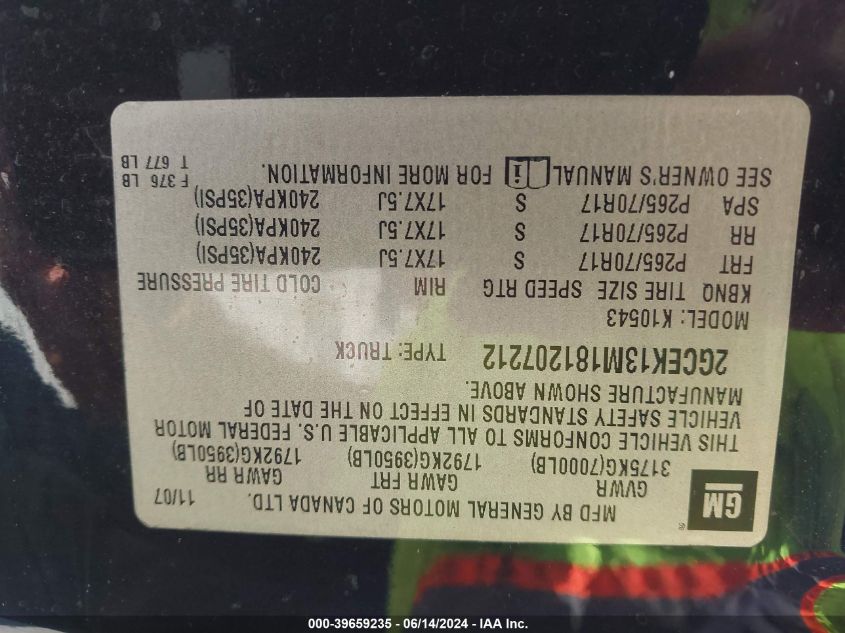 MFD BY GENERAL MOTORS OF CANADA LTD.
11/07
GM
®
GVWR GAWR FRT GAWR RR
3175KG(7000LB) 1792KG(3950LB) 1792KG(3950LB)
THIS VEHICLE CONFORMS TO ALL APPLICABLE U.S. FEDERAL MOTOR
VEHICLE SAFETY STANDARDS IN EFFECT ON THE DATE OF
MANUFACTURE SHOWN ABOVE.
2GCEK13M181207212 TYPE: TRUCK
MODEL: K10543
KBNQ TIRE SIZE SPEED RTG RIM COLD TIRE PRESSURE
FRT P265/70R17 S 17X7.5J 240KPA(35PSI)
RR P265/70R17 S 17X7.5J 240KPA(35PSI)
SPA P265/70R17 S 17X7.5J 240KPA(35PSI)
SEE OWNER'S MANUAL i FOR MORE INFORMATION.
F 376 LB
T 677 LB
000-39659235 - 06/14/2024 - IAA Inc.